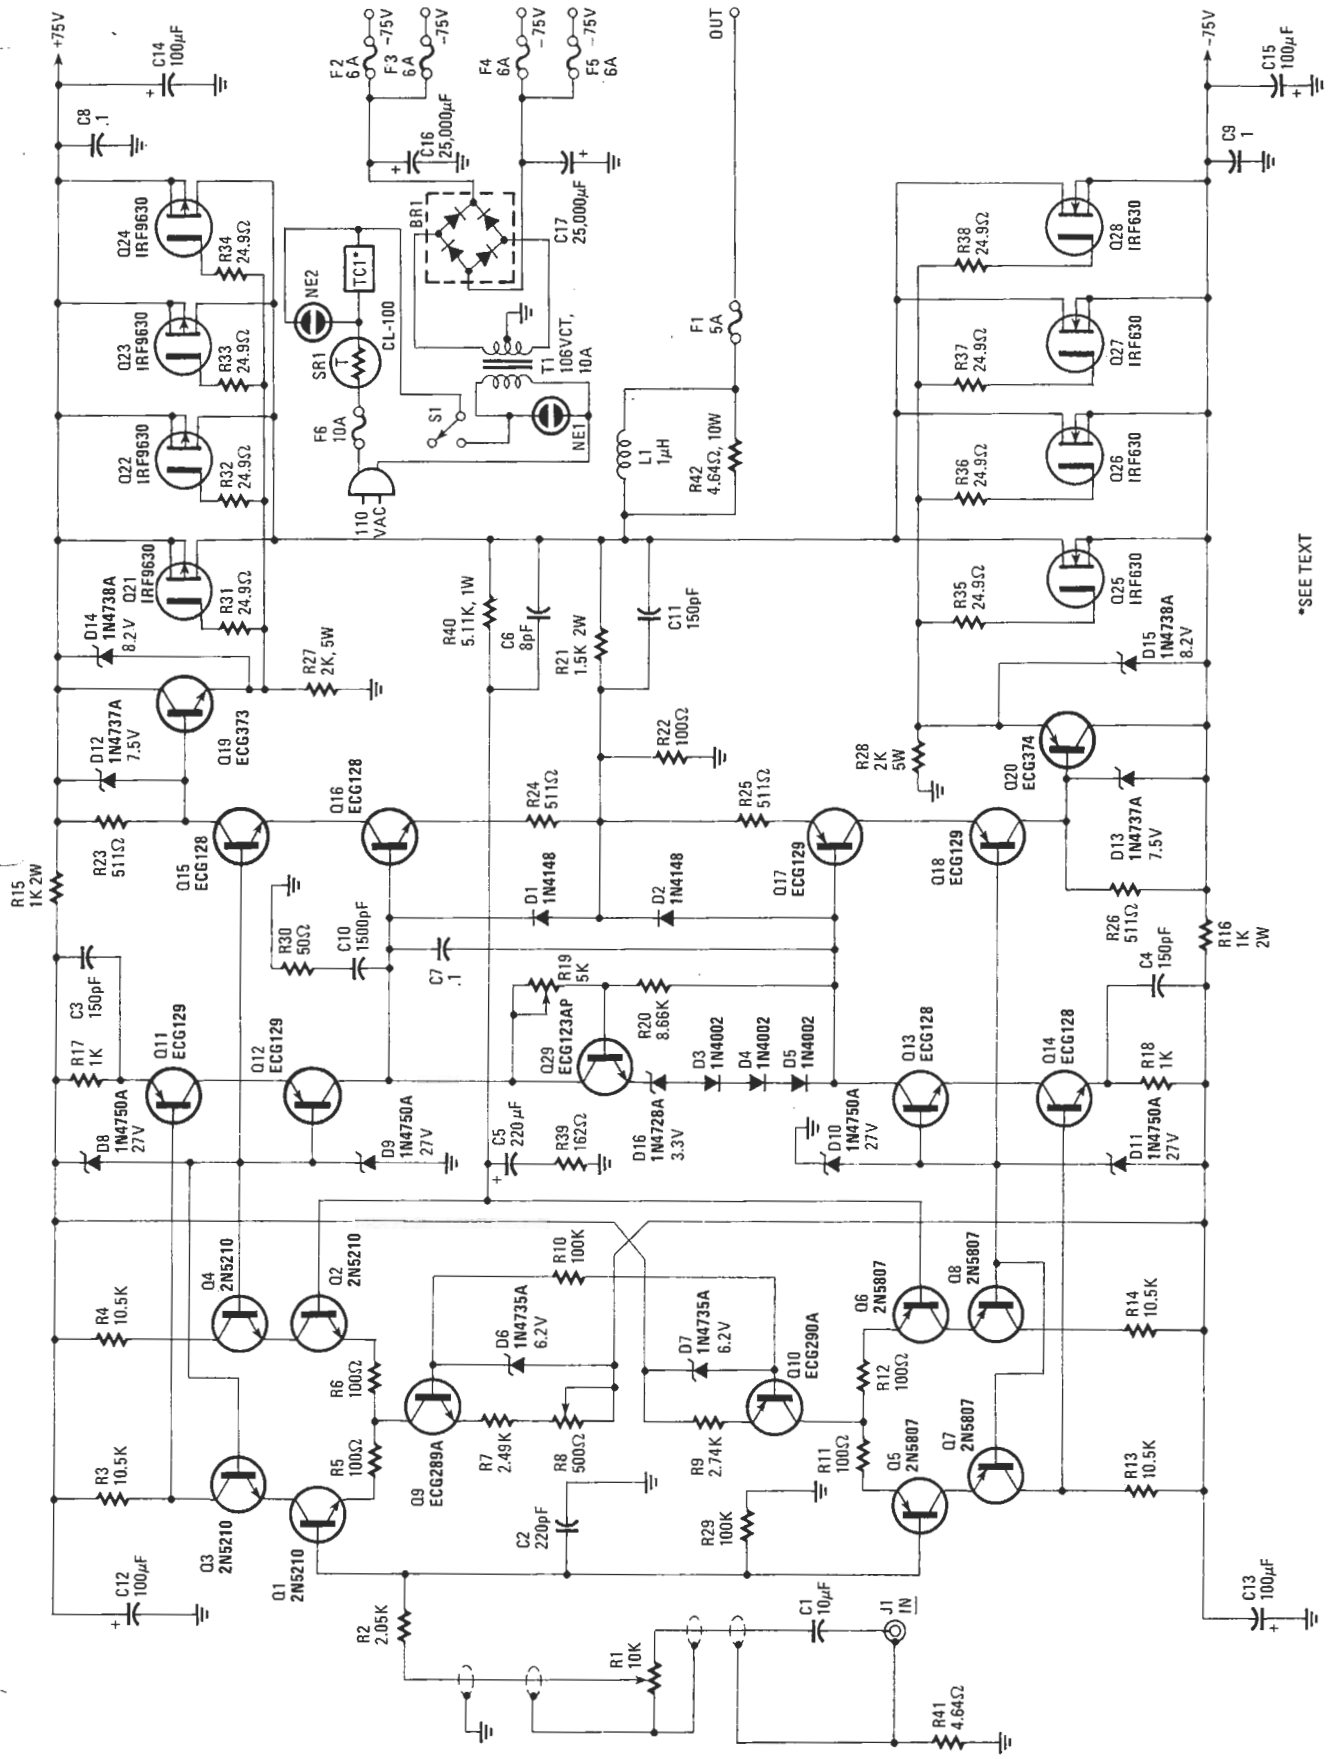 +75V
C14
100µF
C8
.1
Q24
IRF9630
R34
24.9Ω
Q23
IRF9630
R33
24.9Ω
Q22
IRF9630
R32
24.9Ω
Q21
IRF9630
R31
24.9Ω
D14
1N4738A
8.2V
R27
2K, 5W
Q19
ECG373
D12
1N4737A
7.5V
R23
511Ω
R15
1K 2W
Q15
ECG128
Q16
ECG128
C3
150pF
R17
1K
Q11
ECG129
Q12
ECG129
R30
50Ω
C10
1500pF
D8
1N4750A
27V
D9
1N4750A
27V
R4
10.5K
Q4
2N5210
Q2
2N5210
R3
10.5K
Q3
2N5210
Q1
2N5210
C12
100µF
F2
6A
-75V
F3
6A
-75V
F4
6A
-75V
F5
6A
-75V
C16
25,000µF
C17
25,000µF
BR1
NE2
TC1*
SR1
T
CL-100
F6
10A
S1
T1
106VCT,
10A
NE1
110
VAC
OUT
F1
5A
L1
1µH
R42
4.64Ω, 10W
R40
5.11K, 1W
C6
8pF
R21
1.5K 2W
C11
150pF
R22
100Ω
R24
511Ω
R25
511Ω
D1
1N4148
D2
1N4148
C7
.1
R19
5K
Q29
ECG123AP
R20
8.66K
D16
1N4728A
3.3V
D3
1N4002
D4
1N4002
D5
1N4002
C5
220µF
R39
162Ω
R10
100K
R6
100Ω
R5
100Ω
D6
1N4735A
6.2V
Q9
ECG289A
R7
2.49K
R8
500Ω
D7
1N4735A
6.2V
Q10
ECG290A
R9
2.74K
R12
100Ω
R11
100Ω
C2
220pF
R29
100K
R2
2.05K
R1
10K
C1
10µF
J1
IN
R41
4.64Ω
-75V
C15
100µF
C9
1
R38
24.9Ω
Q28
IRF630
R37
24.9Ω
Q27
IRF630
R36
24.9Ω
Q26
IRF630
R35
24.9Ω
Q25
IRF630
D15
1N4738A
8.2V
R28
2K
5W
Q20
ECG374
D13
1N4737A
7.5V
Q17
ECG129
Q18
ECG129
R26
511Ω
R16
1K
2W
C4
150pF
Q13
ECG128
Q14
ECG128
R18
1K
D10
1N4750A
27V
D11
1N4750A
27V
Q6
2N5807
Q8
2N5807
R14
10.5K
Q5
2N5807
Q7
2N5807
R13
10.5K
C13
100µF
*SEE TEXT